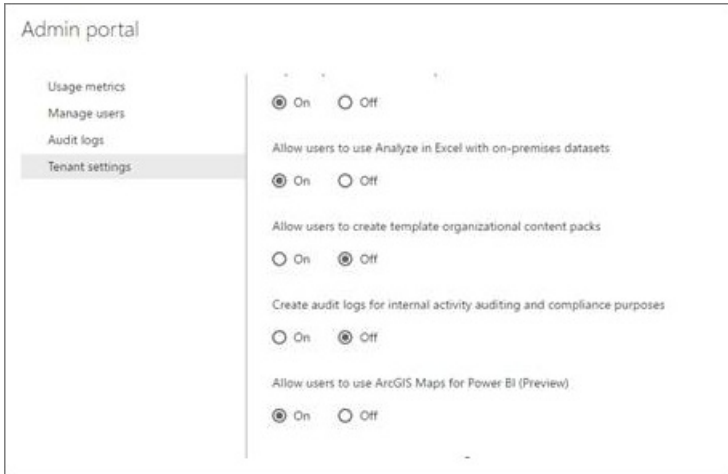 Admin portal
Usage metrics
Manage users
Audit logs
Tenant settings
On Off
Allow users to use Analyze in Excel with on-premises datasets
On Off
Allow users to create template organizational content packs
On Off
Create audit logs for internal activity auditing and compliance purposes
On Off
Allow users to use ArcGIS Maps for Power BI (Preview)
On Off